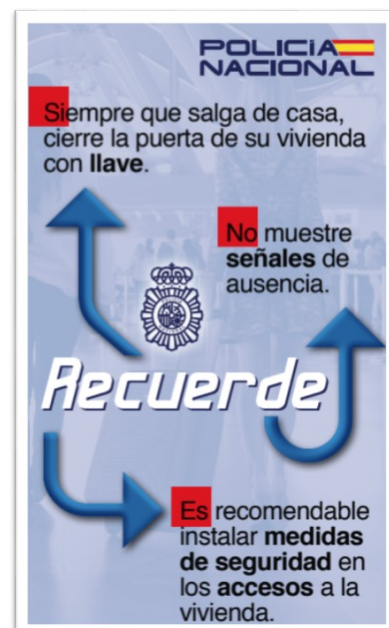 POLICÍA
NACIONAL
Siempre que salga de casa,
cierre la puerta de su vivienda
con llave.
No muestre
señales de
ausencia.
Recuerde
Es recomendable
instalar medidas
de seguridad en
los accesos a la
vivienda.